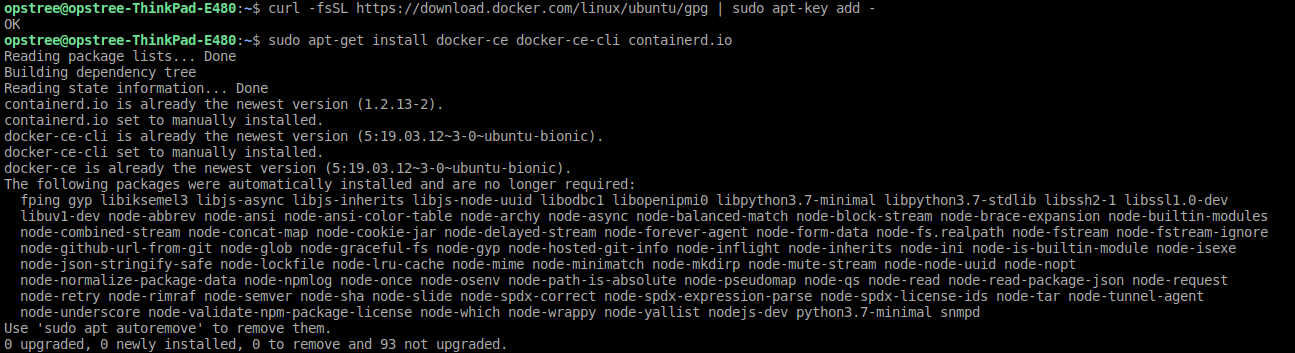 opstree@opstree-ThinkPad-E480:~$ curl -fsSL https://download.docker.com/linux/ubuntu/gpg | sudo apt-key add -
OK
opstree@opstree-ThinkPad-E480:~$ sudo apt-get install docker-ce docker-ce-cli containerd.io
Reading package lists... Done
Building dependency tree
Reading state information... Done
containerd.io is already the newest version (1.2.13-2).
containerd.io set to manually installed.
docker-ce-cli is already the newest version (5:19.03.12~3-0~ubuntu-bionic).
docker-ce-cli set to manually installed.
docker-ce is already the newest version (5:19.03.12~3-0~ubuntu-bionic).
The following packages were automatically installed and are no longer required:
  fping gyp libiksemel3 libjs-async libjs-inherits libjs-node-uuid libodbc1 libopenipmi0 libpython3.7-minimal libpython3.7-stdlib libssh2-1 libssl1.0-dev
  libuv1-dev node-abbrev node-ansi node-ansi-color-table node-archy node-async node-balanced-match node-block-stream node-brace-expansion node-builtin-modules
  node-combined-stream node-concat-map node-cookie-jar node-delayed-stream node-forever-agent node-form-data node-fs.realpath node-fstream node-fstream-ignore
  node-github-url-from-git node-glob node-graceful-fs node-gyp node-hosted-git-info node-inflight node-inherits node-ini node-is-builtin-module node-isexe
  node-json-stringify-safe node-lockfile node-lru-cache node-mime node-minimatch node-mkdirp node-mute-stream node-node-uuid node-nopt
  node-normalize-package-data node-npmlog node-once node-osenv node-path-is-absolute node-pseudomap node-qs node-read node-read-package-json node-request
  node-retry node-rimraf node-semver node-sha node-slide node-spdx-correct node-spdx-expression-parse node-spdx-license-ids node-tar node-tunnel-agent
  node-underscore node-validate-npm-package-license node-which node-wrappy node-yallist nodejs-dev python3.7-minimal snmpd
Use 'sudo apt autoremove' to remove them.
0 upgraded, 0 newly installed, 0 to remove and 93 not upgraded.